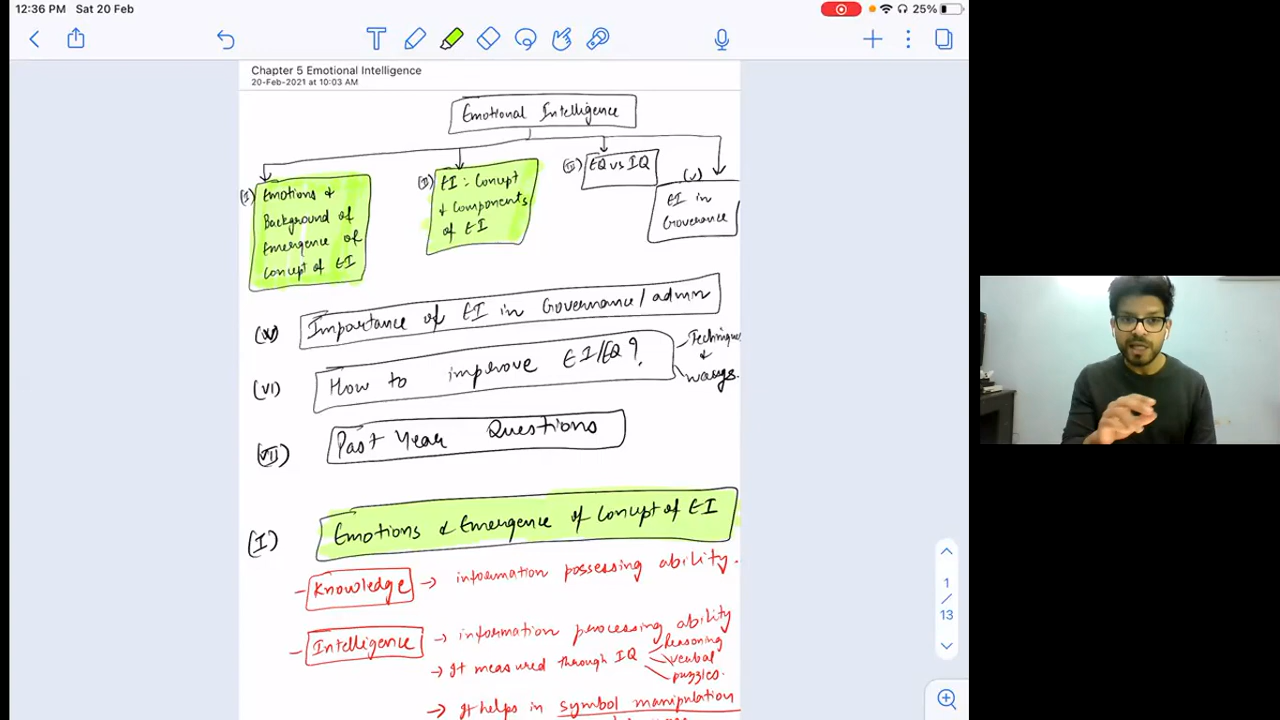 12:36 PM Sat 20 Feb
25%
Chapter 5 Emotional Intelligence
20-Feb-2021 at 10:03 AM
Emotional Intelligence
(I) Emotions &
Background of
Emergence of
Concept of EI
(II) EI: Concept
& Components
of EI
(III) EQ vs IQ
(V)
EI in
Governance
(V) Importance of EI in Governance/admn
(VI) How to improve EI/EQ?
Technique
&
ways.
(VII) Past Year Questions
(I) Emotions & Emergence of Concept of EI
- Knowledge → information possessing ability.
- Intelligence → information processing ability
→ It measured through IQ
Reasoning
verbal
puzzles.
→ It helps in symbol manipulation
1
/
13